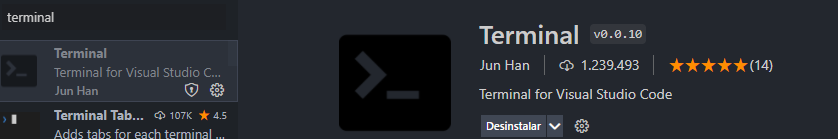 terminal
Terminal
Terminal for Visual Studio C...
Jun Han
Terminal Tab... 107K ★ 4.5
Adds tabs for each terminal ...
Terminal v0.0.10
Jun Han 1.239.493 ★★★★★(14)
Terminal for Visual Studio Code
Desinstalar